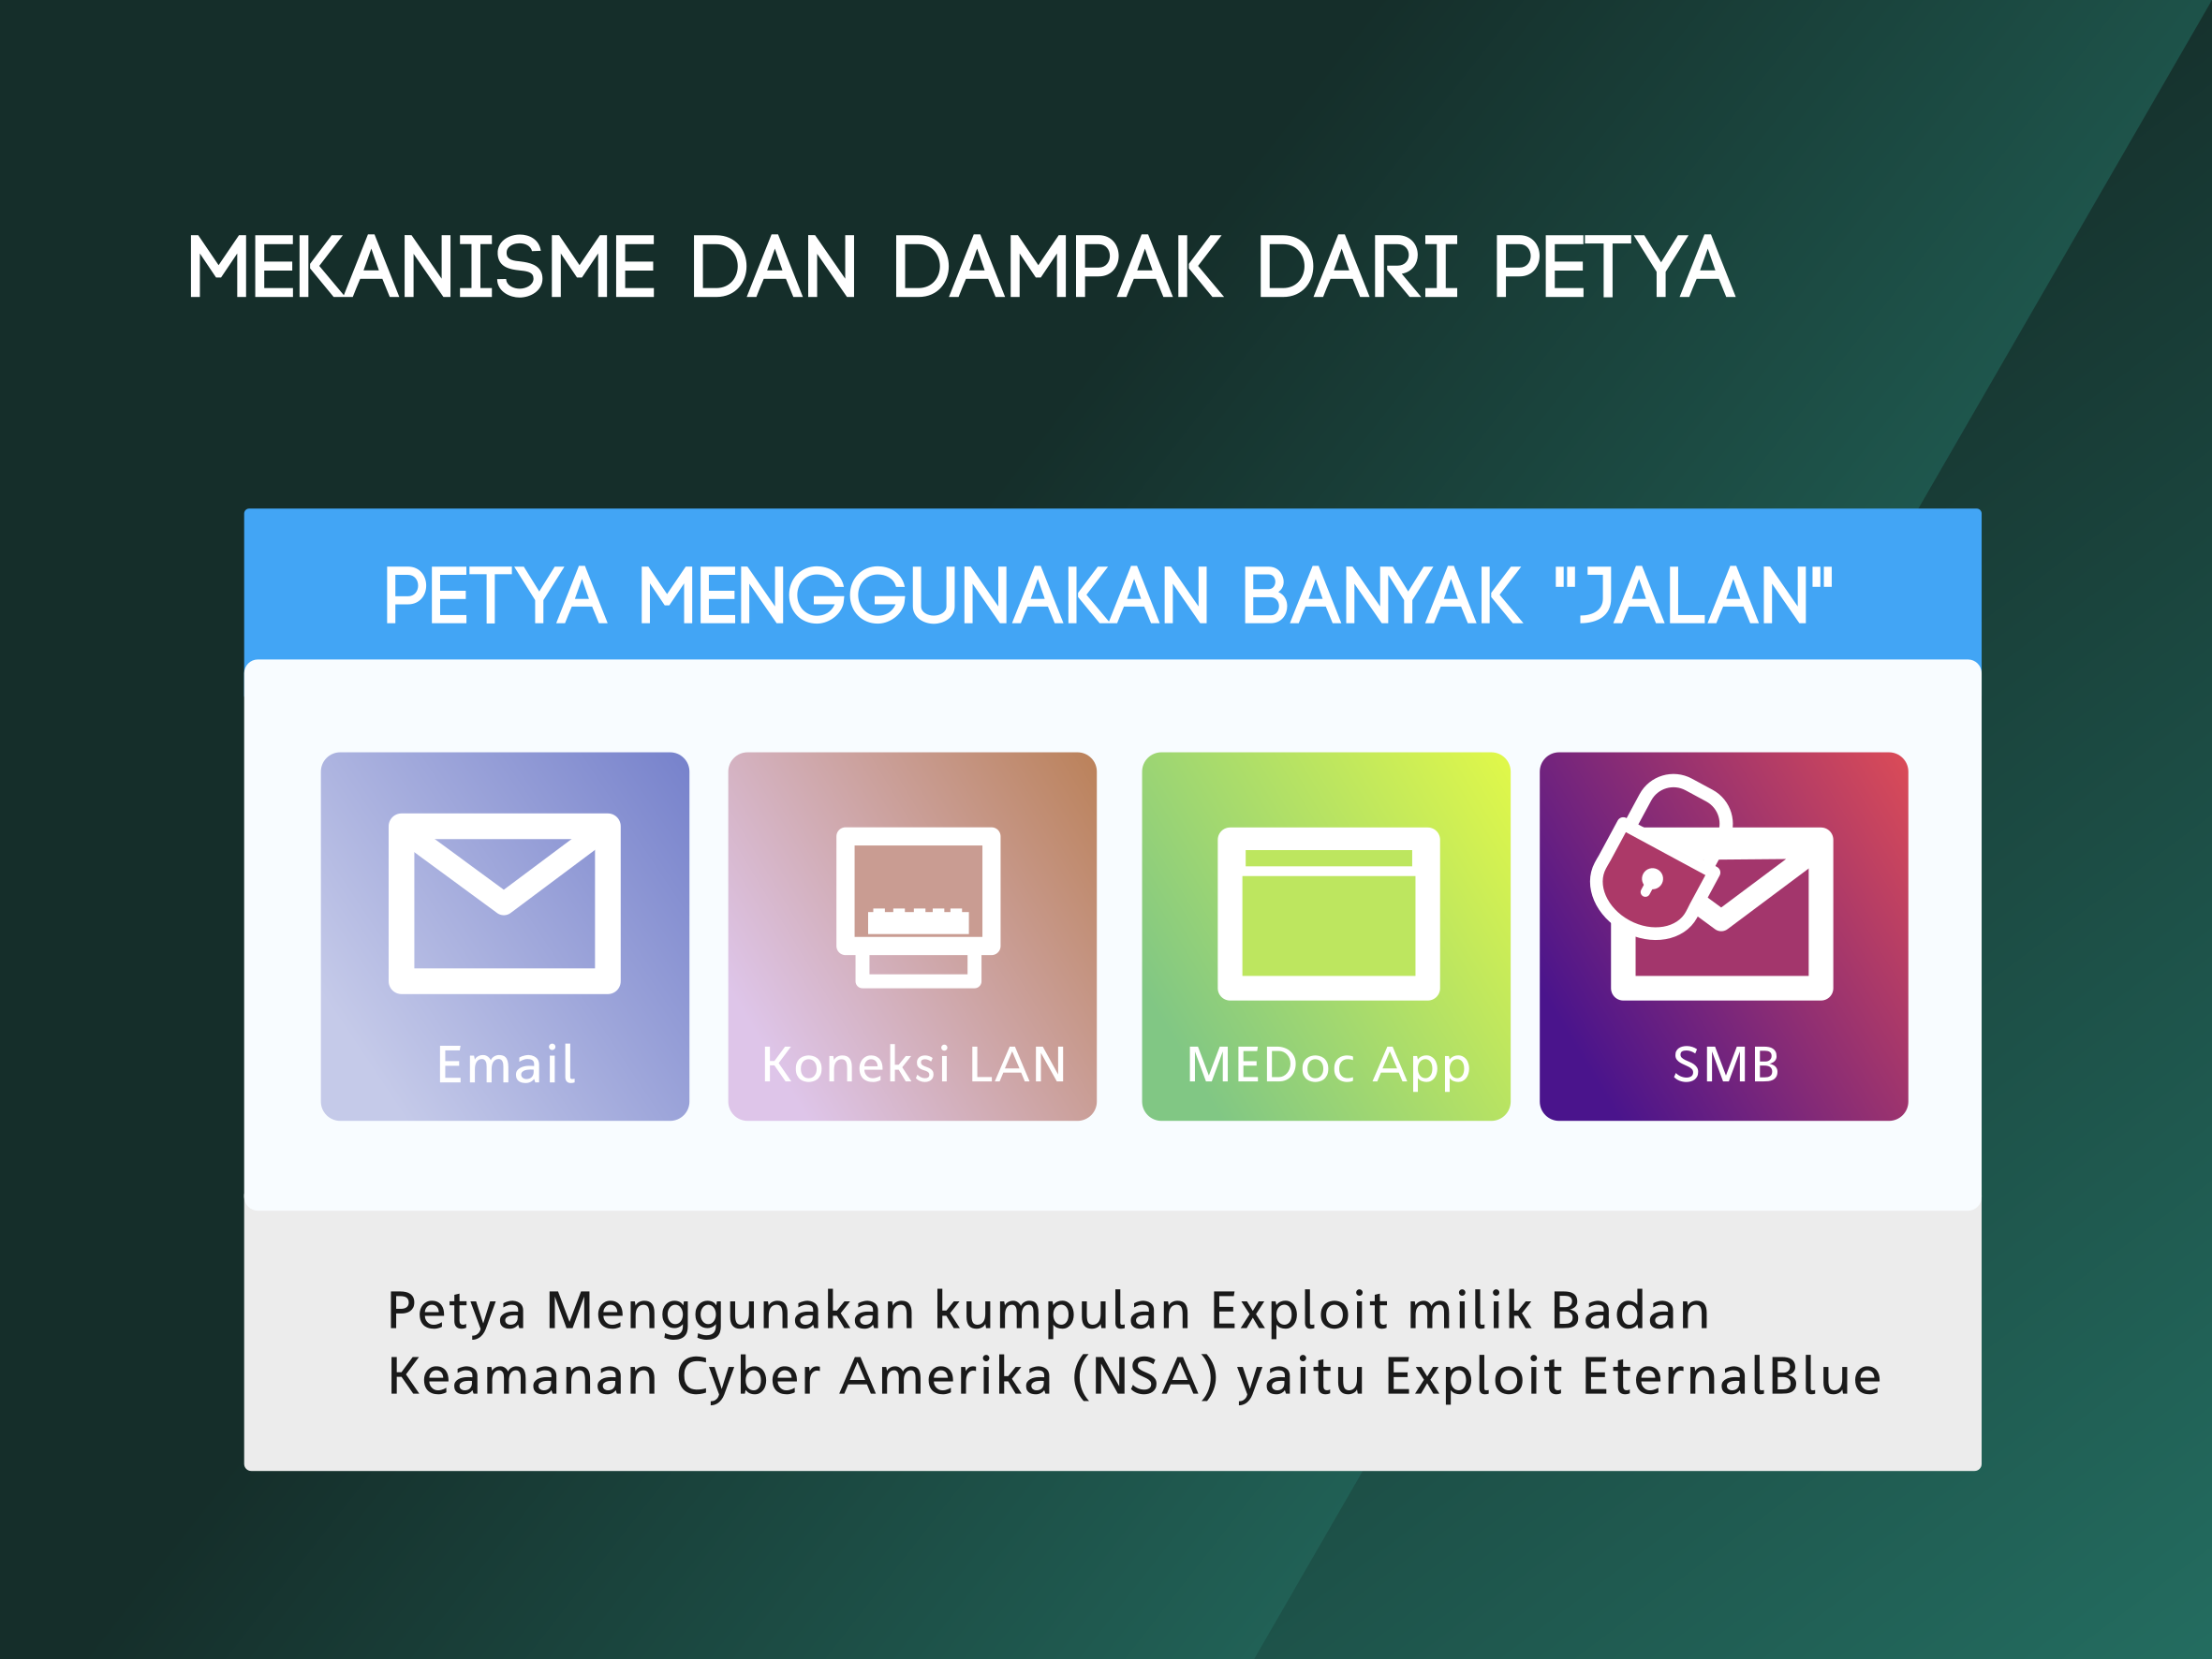 MEKANISME DAN DAMPAK DARI PETYA
PETYA MENGGUNAKAN BANYAK "JALAN"
Email
Koneksi LAN
MEDoc App
SMB
Petya Menggunakan kumpulan Exploit milik Badan
Keamanan Cyber Amerika (NSA) yaitu Exploit EternalBlue